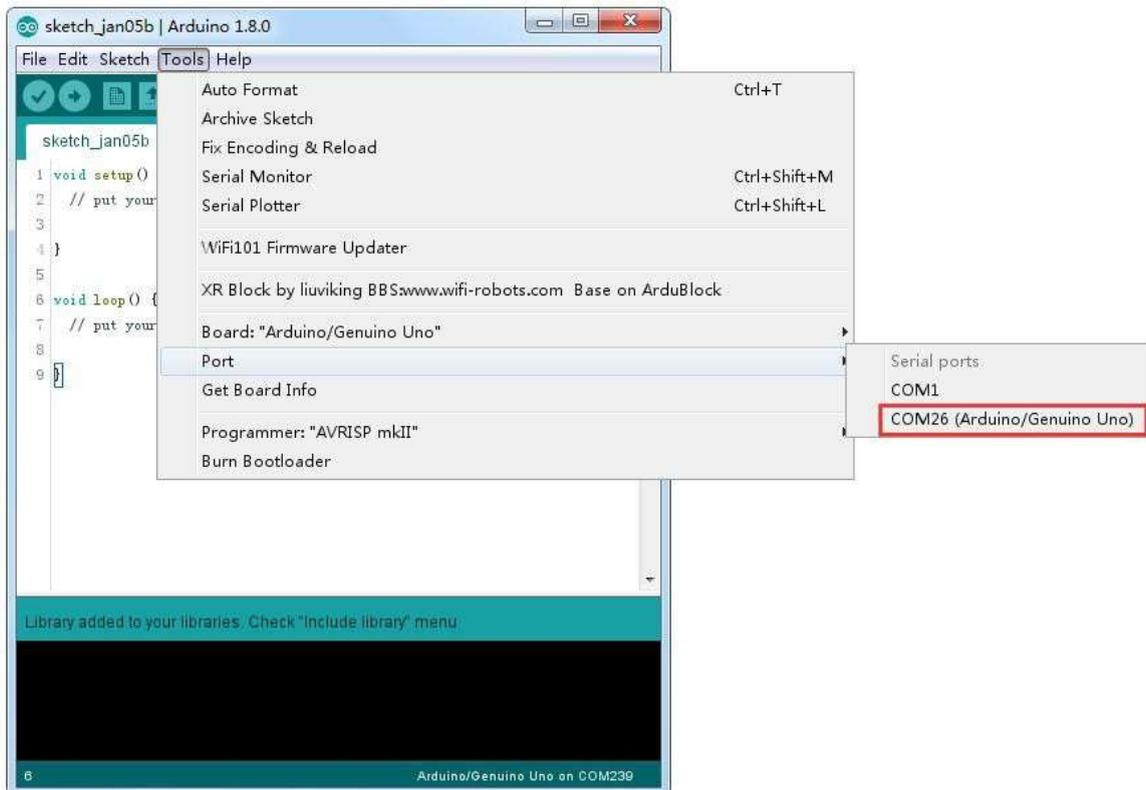 sketch_jan05b | Arduino 1.8.0
File Edit Sketch Tools Help
Auto Format Ctrl+T
Archive Sketch
Fix Encoding & Reload
Serial Monitor Ctrl+Shift+M
Serial Plotter Ctrl+Shift+L
WiFi101 Firmware Updater
XR Block by liuviking BBS:www.wifi-robots.com Base on ArduBlock
Board: "Arduino/Genuino Uno"
Port
Get Board Info
Programmer: "AVRISP mkII"
Burn Bootloader
Serial ports
COM1
COM26 (Arduino/Genuino Uno)
sketch_jan05b
1 void setup()
2 // put your
3
4 }
5
6 void loop() {
7 // put your
8
9 }
Library added to your libraries. Check "Include library" menu
6 Arduino/Genuino Uno on COM239